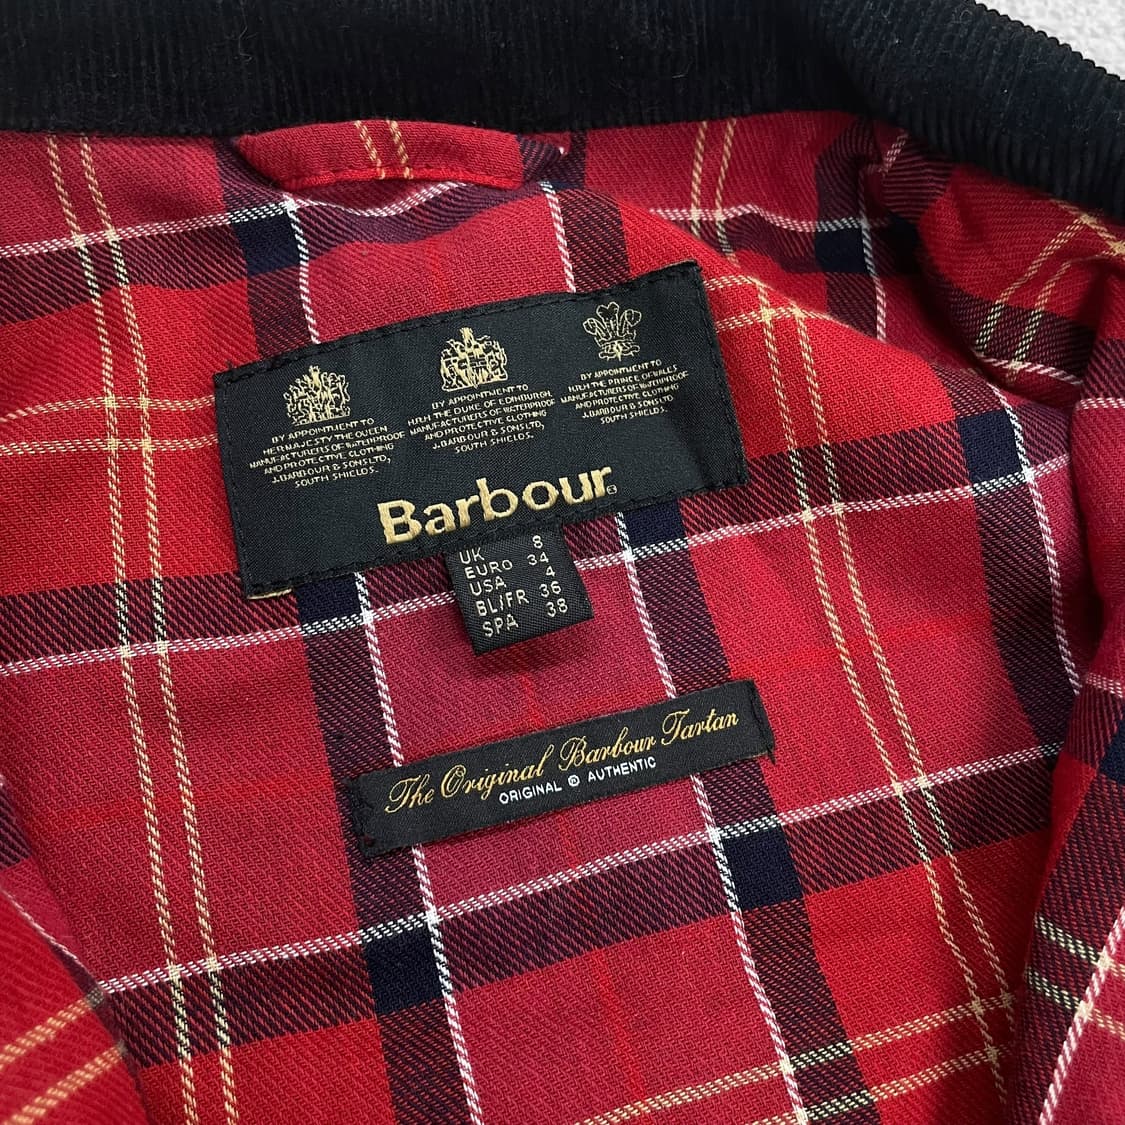 BY APPOINTMENT TO
HER MAJESTY THE QUEEN
MANUFACTURERS OF WATERPROOF
AND PROTECTIVE CLOTHING
J.BARBOUR & SONS LTD,
SOUTH SHIELDS.
BY APPOINTMENT TO
H.R.H THE DUKE OF EDINBURGH,
MANUFACTURERS OF WATERPROOF
AND PROTECTIVE CLOTHING
J.BARBOUR & SONS LTD,
SOUTH SHIELDS.
BY APPOINTMENT TO
H.R.H THE PRINCE OF WALES
MANUFACTURERS OF WATERPROOF
AND PROTECTIVE CLOTHING
J.BARBOUR & SONS LTD,
SOUTH SHIELDS.
Barbour®
UK 8
EURO 34
USA 4
BL/FR 36
SPA 38
The Original Barbour Tartan
ORIGINAL ® AUTHENTIC